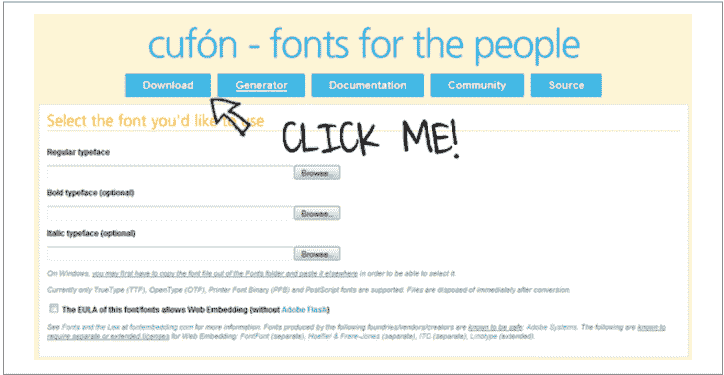 cufón - fonts for the people
Download Generator Documentation Community Source
Select the font you'd like to use
CLICK ME!
Regular typeface
Browse...
Bold typeface (optional)
Browse...
Italic typeface (optional)
Browse...
On Windows, you may first have to copy the font file out of the Fonts folder and paste it elsewhere in order to be able to select it.
Currently only TrueType (TTF), OpenType (OTF), Printer Font Binary (PFB) and PostScript fonts are supported. Files are disposed of immediately after conversion.
The EULA of this font/fonts allows Web Embedding (without Adobe Flash)
See Fonts and the Law at fontembedding.com for more information. Fonts produced by the following foundries/vendors/creators are known to be safe: Adobe Systems. The following are known to
require separate or extended licenses for Web Embedding: FontFont (separate), Hoefler & Frere-Jones (separate), ITC (separate), Linotype (extended).